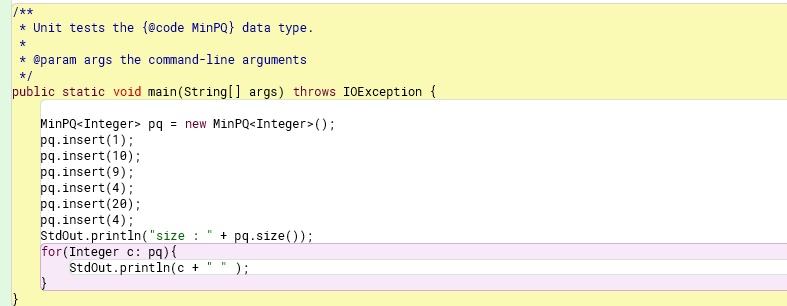 /**
 * Unit tests the {@code MinPQ} data type.
 *
 * @param args the command-line arguments
 */
public static void main(String[] args) throws IOException {
MinPQ<Integer> pq = new MinPQ<Integer>();
pq.insert(1);
pq.insert(10);
pq.insert(9);
pq.insert(4);
pq.insert(20);
pq.insert(4);
StdOut.println("size : " + pq.size());
for(Integer c: pq){
StdOut.println(c + " " );
}
}